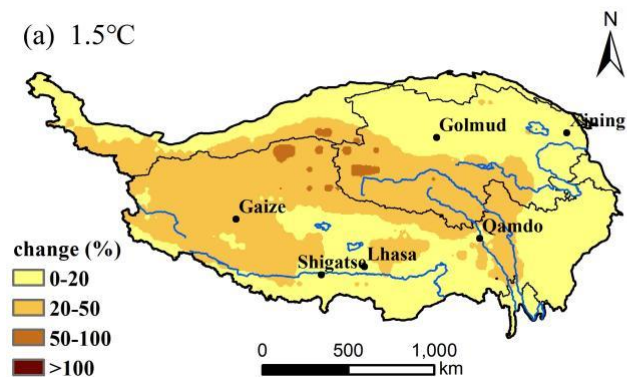 (a) 1.5℃
N
Xining
Golmud
Gaize
Qamdo
Lhasa
Shigatse
change (%)
0-20
20-50
50-100
>100
0 500 1,000
km